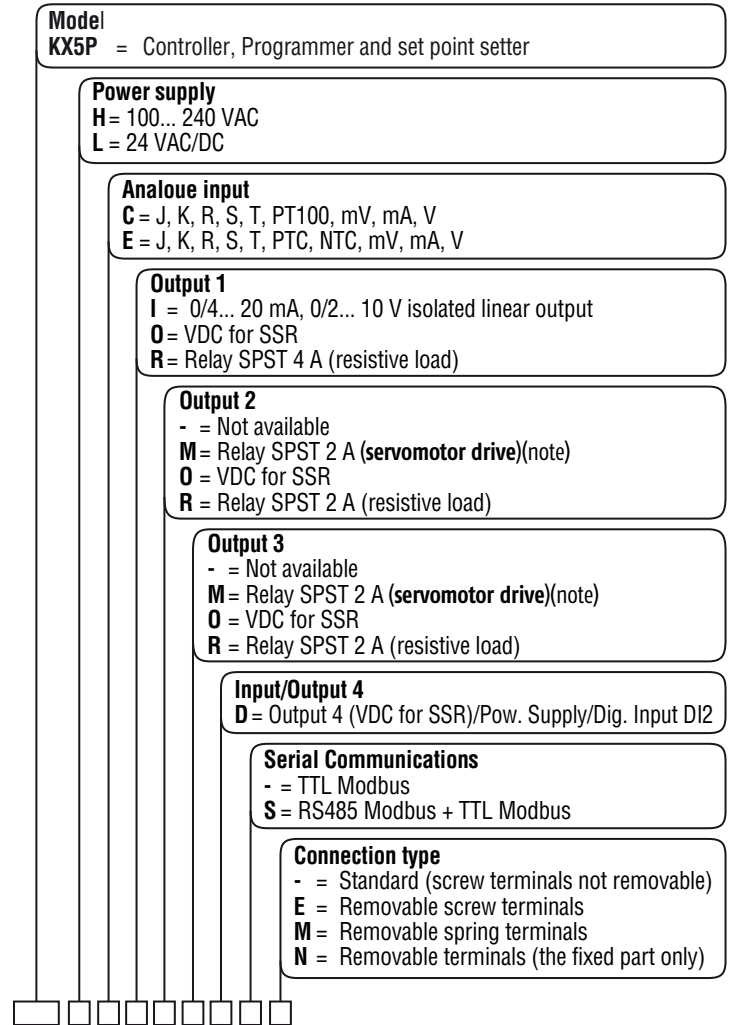 Model
KX5P = Controller, Programmer and set point setter
Power supply
H = 100... 240 VAC
L = 24 VAC/DC
Analoue input
C = J, K, R, S, T, PT100, mV, mA, V
E = J, K, R, S, T, PTC, NTC, mV, mA, V
Output 1
I = 0/4... 20 mA, 0/2... 10 V isolated linear output
O = VDC for SSR
R = Relay SPST 4 A (resistive load)
Output 2
- = Not available
M = Relay SPST 2 A (servomotor drive)(note)
O = VDC for SSR
R = Relay SPST 2 A (resistive load)
Output 3
- = Not available
M = Relay SPST 2 A (servomotor drive)(note)
O = VDC for SSR
R = Relay SPST 2 A (resistive load)
Input/Output 4
D = Output 4 (VDC for SSR)/Pow. Supply/Dig. Input DI2
Serial Communications
- = TTL Modbus
S = RS485 Modbus + TTL Modbus
Connection type
- = Standard (screw terminals not removable)
E = Removable screw terminals
M = Removable spring terminals
N = Removable terminals (the fixed part only)